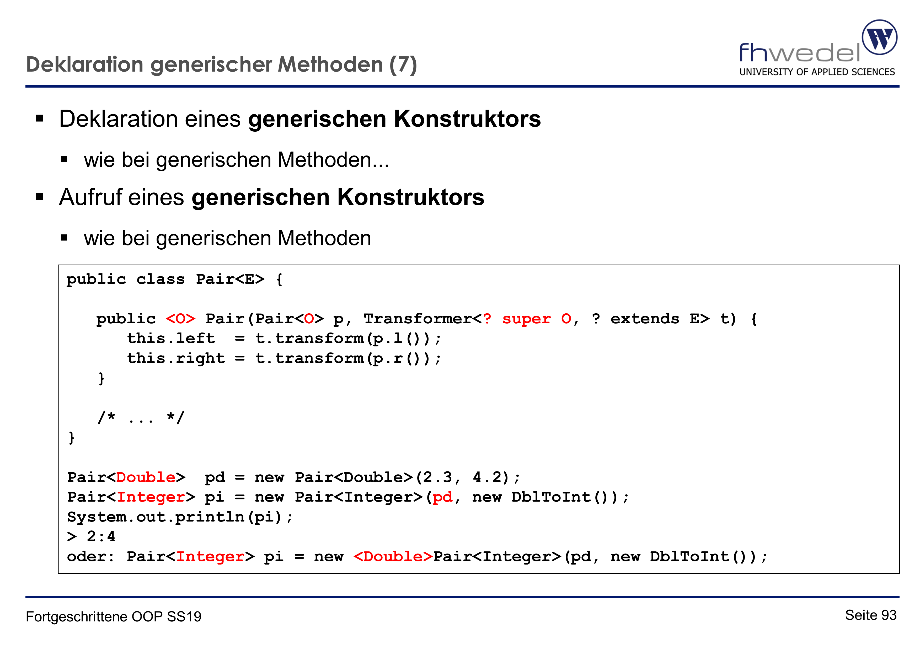 Deklaration generischer Methoden (7)
fhwedel
UNIVERSITY OF APPLIED SCIENCES
▪ Deklaration eines generischen Konstruktors
▪ wie bei generischen Methoden...
▪ Aufruf eines generischen Konstruktors
▪ wie bei generischen Methoden
public class Pair<E> {
   public <O> Pair(Pair<O> p, Transformer<? super O, ? extends E> t) {
      this.left  = t.transform(p.l());
      this.right = t.transform(p.r());
   }
   /* ... */
}
Pair<Double>  pd = new Pair<Double>(2.3, 4.2);
Pair<Integer> pi = new Pair<Integer>(pd, new DblToInt());
System.out.println(pi);
> 2:4
oder: Pair<Integer> pi = new <Double>Pair<Integer>(pd, new DblToInt());
Fortgeschrittene OOP SS19
Seite 93